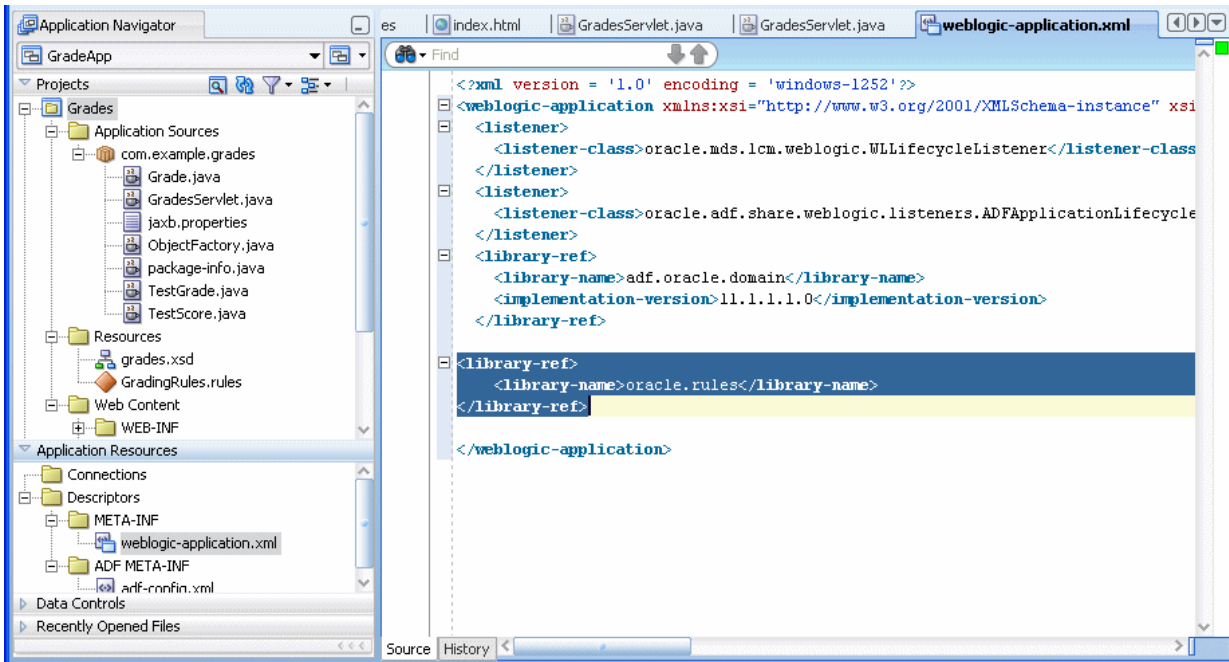 Application Navigator
GradeApp
Projects
Grades
Application Sources
com.example.grades
Grade.java
GradesServlet.java
jaxb.properties
ObjectFactory.java
package-info.java
TestGrade.java
TestScore.java
Resources
grades.xsd
GradingRules.rules
Web Content
WEB-INF
Application Resources
Connections
Descriptors
META-INF
weblogic-application.xml
ADF META-INF
adf-config.xml
Data Controls
Recently Opened Files
es index.html GradesServlet.java GradesServlet.java weblogic-application.xml
Find
<?xml version = '1.0' encoding = 'windows-1252'?>
<weblogic-application xmlns:xsi="http://www.w3.org/2001/XMLSchema-instance" xsi
<listener>
<listener-class>oracle.mds.lcm.weblogic.WLLifecycleListener</listener-class
</listener>
<listener>
<listener-class>oracle.adf.share.weblogic.listeners.ADFApplicationLifecycle
</listener>
<library-ref>
<library-name>adf.oracle.domain</library-name>
<implementation-version>11.1.1.1.0</implementation-version>
</library-ref>
<library-ref>
<library-name>oracle.rules</library-name>
</library-ref>
</weblogic-application>
Source History